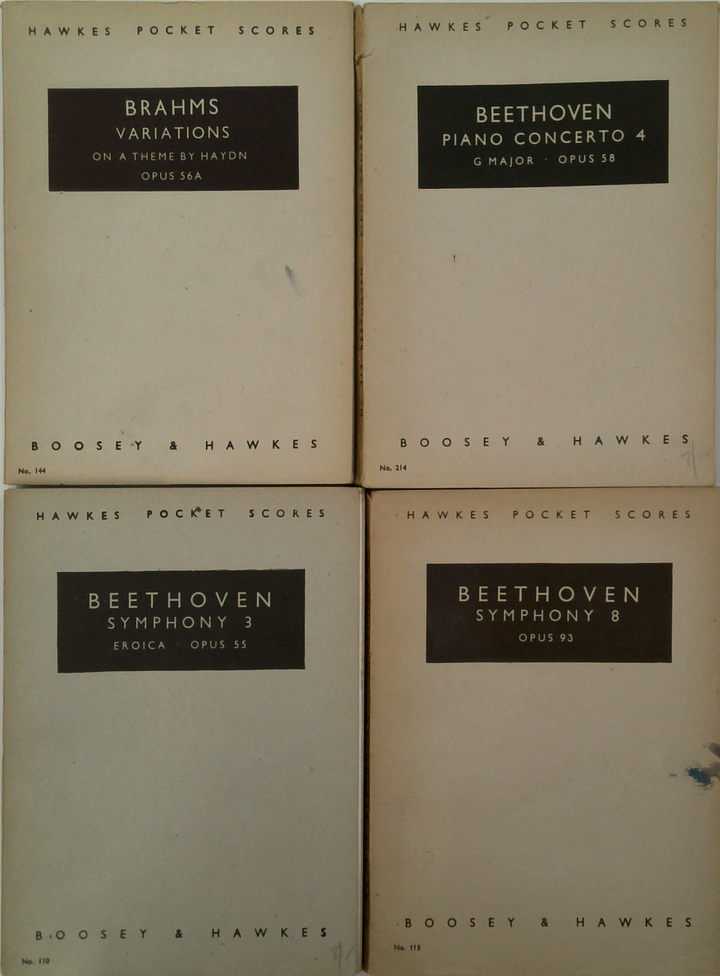 HAWKES POCKET SCORES
BRAHMS
VARIATIONS
ON A THEME BY HAYDN
OPUS 56A
BOOSEY & HAWKES
No. 144
HAWKES POCKET SCORES
BEETHOVEN
PIANO CONCERTO 4
G MAJOR · OPUS 58
BOOSEY & HAWKES
No. 214
HAWKES POCKET SCORES
BEETHOVEN
SYMPHONY 3
EROICA · OPUS 55
BOOSEY & HAWKES
No. 110
HAWKES POCKET SCORES
BEETHOVEN
SYMPHONY 8
OPUS 93
BOOSEY & HAWKES
No. 115